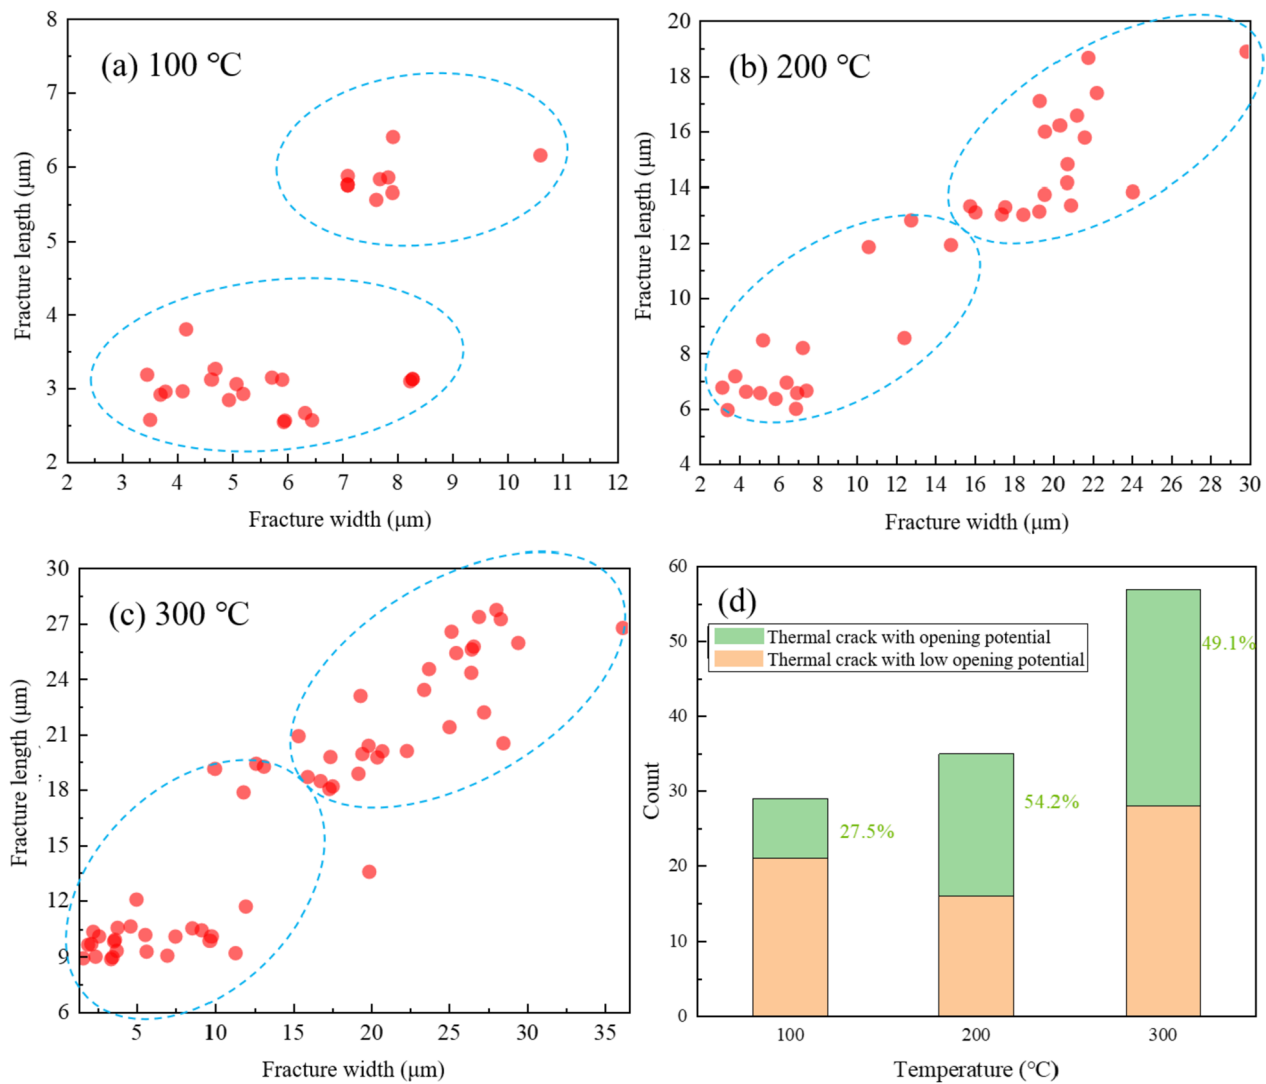 (a) 100 °C
8
7
6
5
4
3
2
Fracture length (μm)
2 3 4 5 6 7 8 9 10 11 12
Fracture width (μm)
(b) 200 °C
20
18
16
14
12
10
8
6
4
Fracture length (μm)
2 4 6 8 10 12 14 16 18 20 22 24 26 28 30
Fracture width (μm)
(c) 300 °C
30
27
24
21
18
15
12
9
6
Fracture length (μm)
5 10 15 20 25 30 35
Fracture width (μm)
(d)
Thermal crack with opening potential
Thermal crack with low opening potential
60
50
40
30
20
10
0
Count
27.5%
54.2%
49.1%
100 200 300
Temperature (°C)